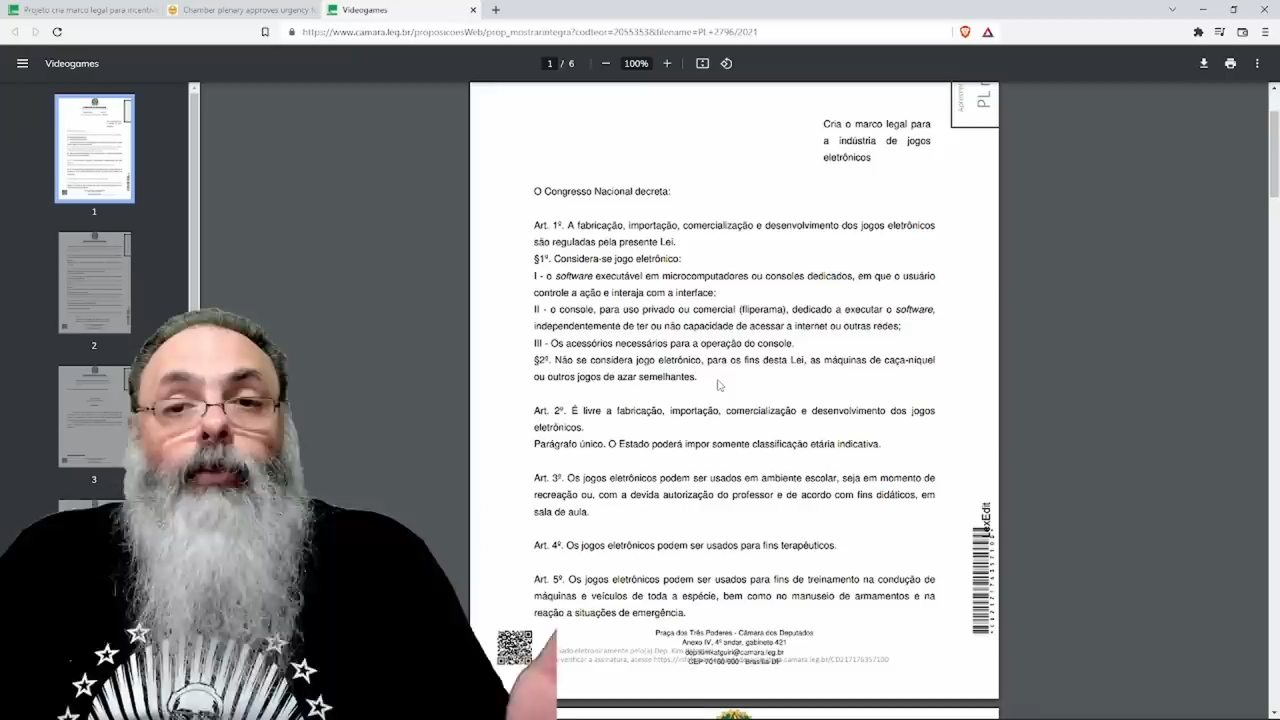 Projeto cria marco legal para incentiv
Chamber plenary approves urgency f
Videogames
https://www.camara.leg.br/proposicoesWeb/prop_mostrarintegra?codteor=2055353&filename=PL+2796/2021
Videogames
1 / 6
100%
1
2
3
PL
Cria o marco legal para
a indústria de jogos
eletrônicos
O Congresso Nacional decreta:
Art. 1º. A fabricação, importação, comercialização e desenvolvimento dos jogos eletrônicos
são reguladas pela presente Lei.
§1º. Considera-se jogo eletrônico:
I - o software executável em microcomputadores ou consoles dedicados, em que o usuário
controle a ação e interaja com a interface;
II - o console, para uso privado ou comercial (fliperama), dedicado a executar o software,
independentemente de ter ou não capacidade de acessar a internet ou outras redes;
III - Os acessórios necessários para a operação do console.
§2º. Não se considera jogo eletrônico, para os fins desta Lei, as máquinas de caça-níquel
ou outros jogos de azar semelhantes.
Art. 2º. É livre a fabricação, importação, comercialização e desenvolvimento dos jogos
eletrônicos.
Parágrafo único. O Estado poderá impor somente classificação etária indicativa.
Art. 3º. Os jogos eletrônicos podem ser usados em ambiente escolar, seja em momento de
recreação ou, com a devida autorização do professor e de acordo com fins didáticos, em
sala de aula.
Art. 4º. Os jogos eletrônicos podem ser usados para fins terapêuticos.
Art. 5º. Os jogos eletrônicos podem ser usados para fins de treinamento na condução de
máquinas e veículos de toda a espécie, bem como no manuseio de armamentos e na
reação a situações de emergência.
LexEdit
Praça dos Três Poderes - Câmara dos Deputados
Anexo IV, 4º andar, gabinete 421
eletronicamente pelo(a) Dep.
verificar a assinatura, acesse
camara.leg.br/CD217176357100